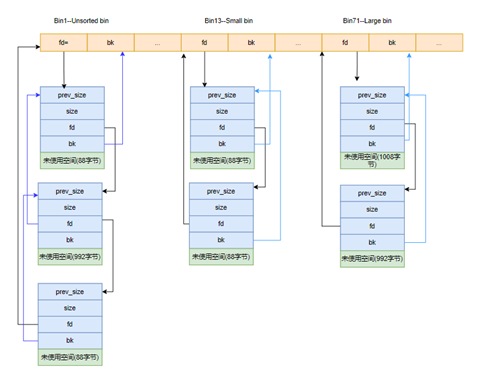 Bin1--Unsorted bin
Bin13--Small bin
Bin71--Large bin
fd=
bk
...
fd
bk
...
fd
bk
...
prev_size
size
fd
bk
未使用空间(88字节)
prev_size
size
fd
bk
未使用空间(992字节)
prev_size
size
fd
bk
未使用空间(88字节)
prev_size
size
fd
bk
未使用空间(88字节)
prev_size
size
fd
bk
未使用空间(88字节)
prev_size
size
fd
bk
未使用空间(1008字
节)
prev_size
size
fd
bk
未使用空间(992字节)